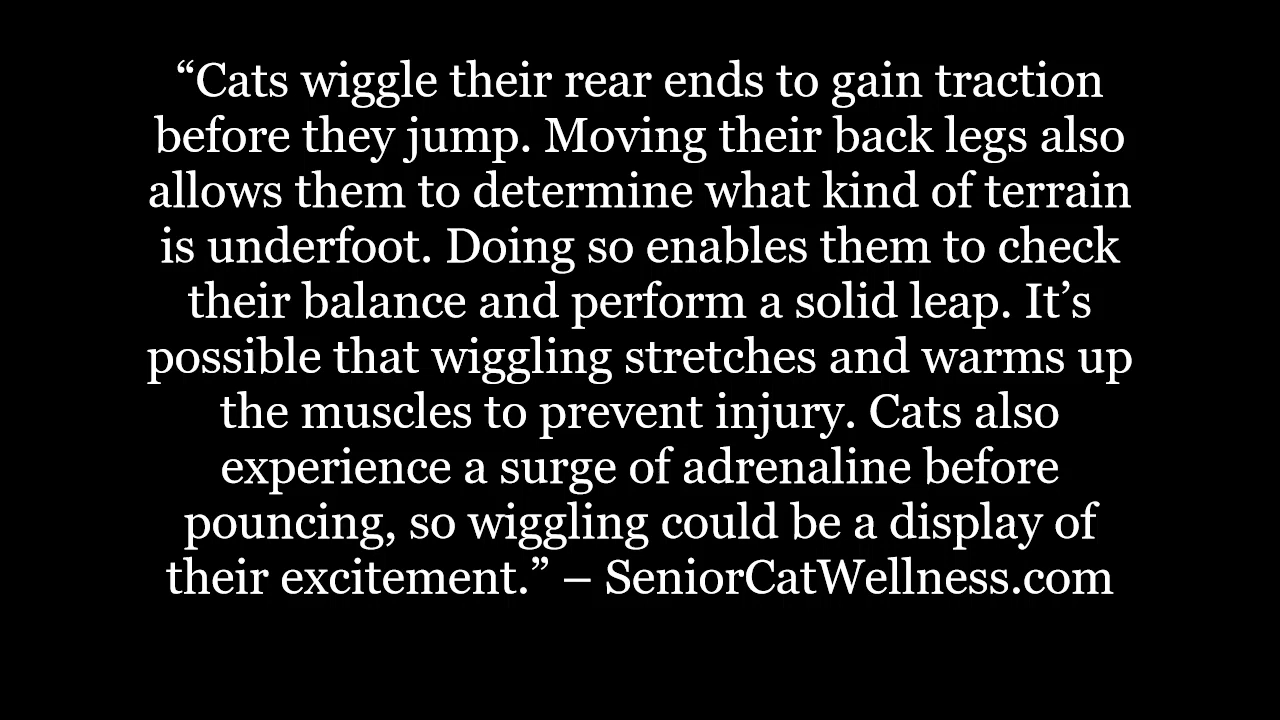 “Cats wiggle their rear ends to gain traction
before they jump. Moving their back legs also
allows them to determine what kind of terrain
is underfoot. Doing so enables them to check
their balance and perform a solid leap. It’s
possible that wiggling stretches and warms up
the muscles to prevent injury. Cats also
experience a surge of adrenaline before
pouncing, so wiggling could be a display of
their excitement.” – SeniorCatWellness.com